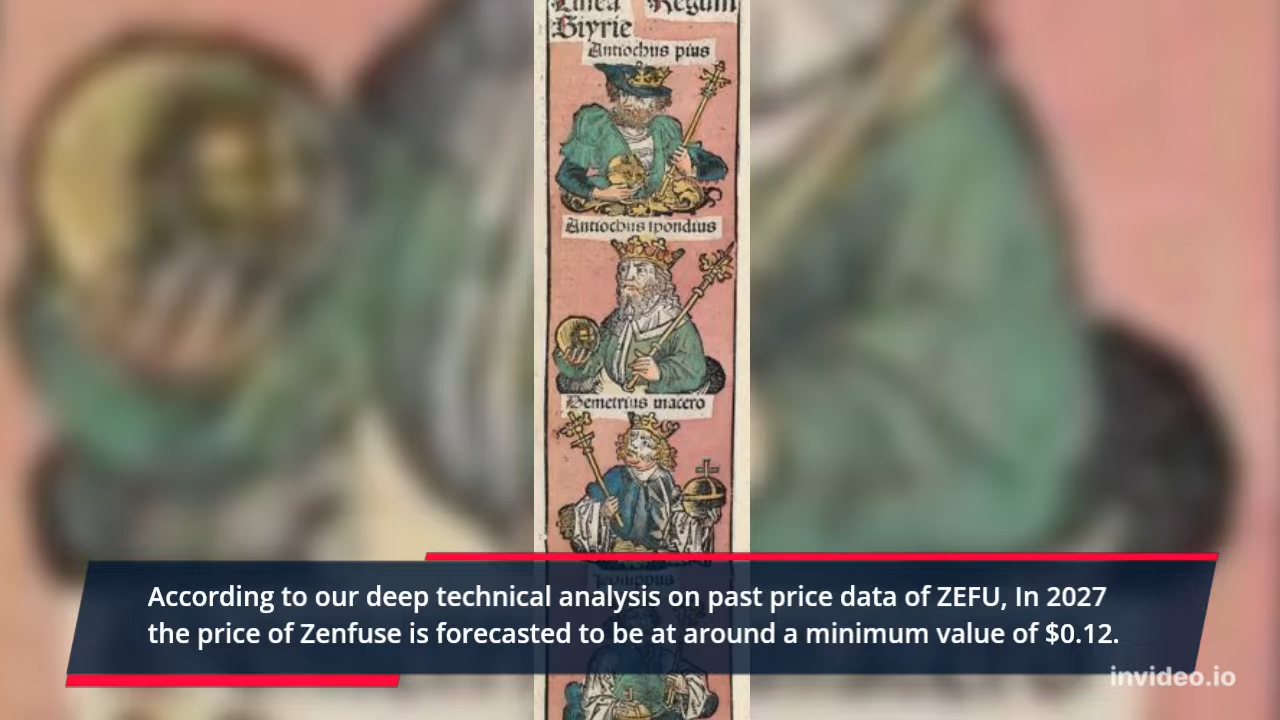 Linea Regum
Siyrie
Antiochus pius
Antiochus spondius
Demetrius macero
According to our deep technical analysis on past price data of ZEFU, In 2027
the price of Zenfuse is forecasted to be at around a minimum value of $0.12.
invideo.io